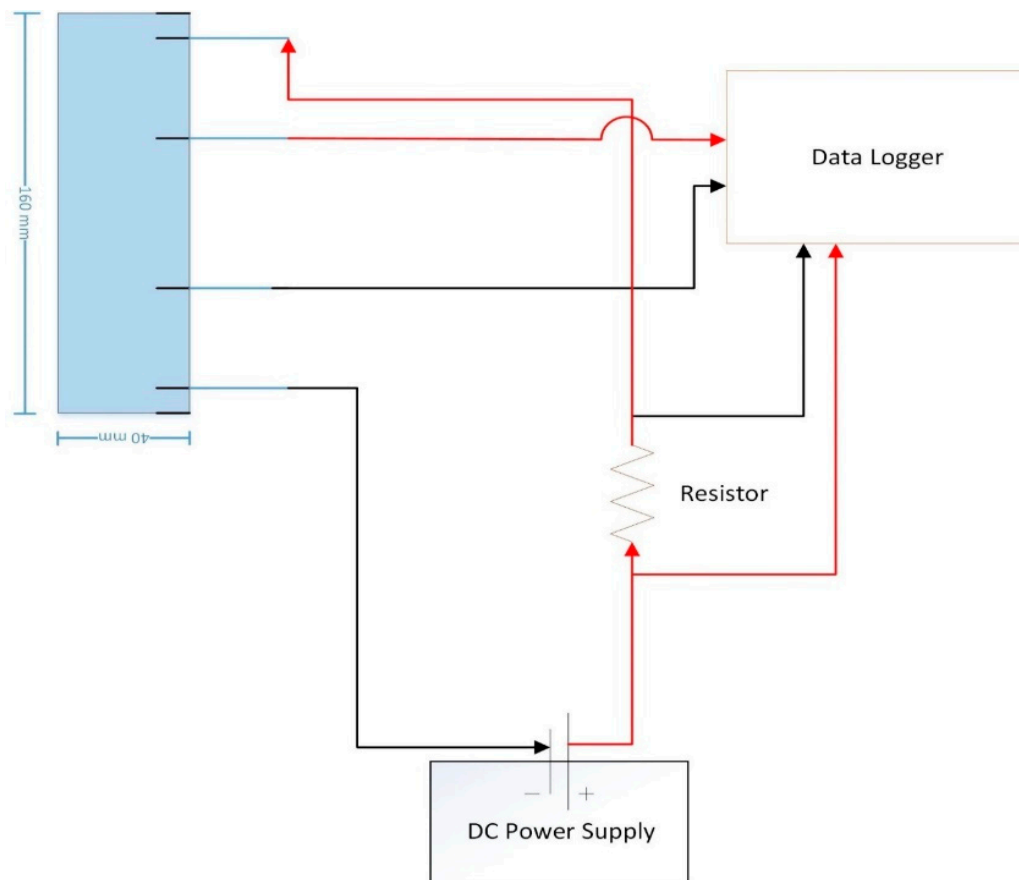 160 mm
Data Logger
40 mm
Resistor
− +
DC Power Supply